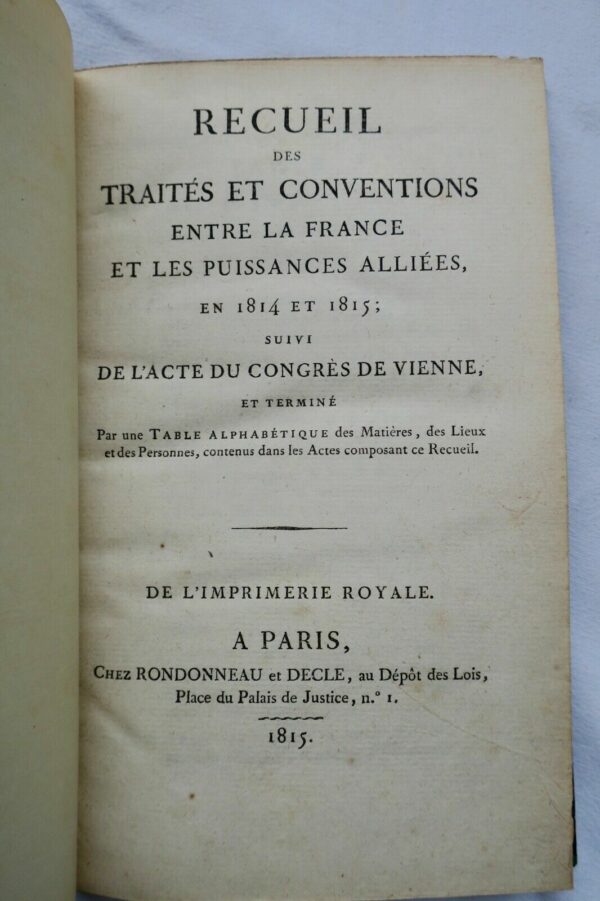 RECUEIL
DES
TRAITÉS ET CONVENTIONS
ENTRE LA FRANCE
ET LES PUISSANCES ALLIÉES,
EN 1814 ET 1815;
SUIVI
DE L'ACTE DU CONGRÈS DE VIENNE,
ET TERMINÉ
Par une TABLE ALPHABÉTIQUE des Matières, des Lieux
et des Personnes, contenus dans les Actes composant ce Recueil.
DE L'IMPRIMERIE ROYALE.
A PARIS,
CHEZ RONDONNEAU et DECLE, au Dépôt des Lois,
Place du Palais de Justice, n.º 1.
1815.